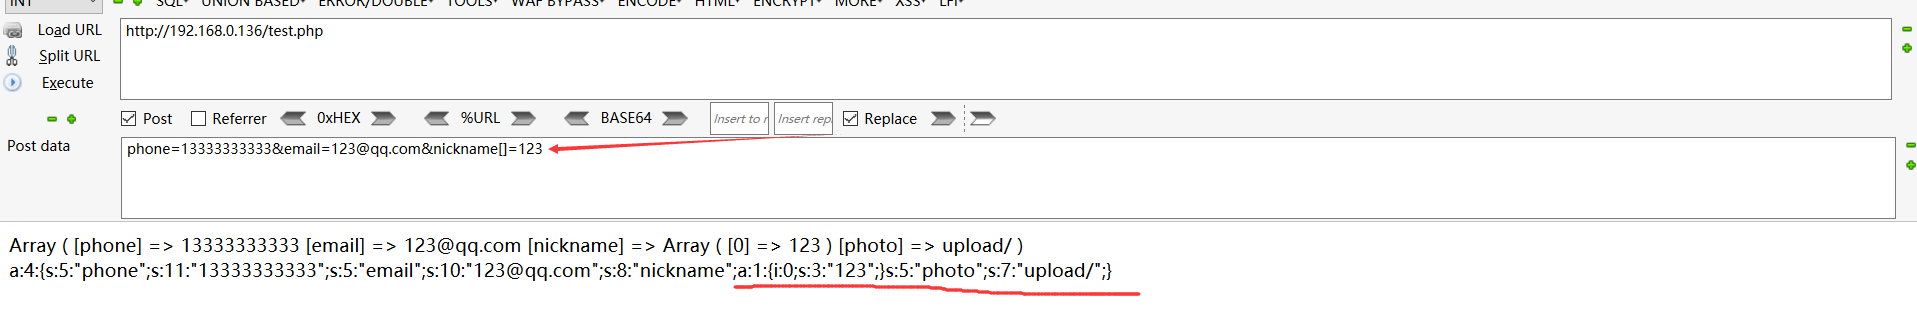 INT SQL▾ UNION BASED▾ ERROR/DOUBLE▾ TOOLS▾ WAF BYPASS▾ ENCODE▾ HTML▾ ENCRYPT▾ MORE▾ XSS▾ LFI▾
Load URL http://192.168.0.136/test.php
Split URL
Execute
Post Referrer 0xHEX %URL BASE64 Insert to r Insert repl Replace
Post data phone=13333333333&email=123@qq.com&nickname[]=123
Array ( [phone] => 13333333333 [email] => 123@qq.com [nickname] => Array ( [0] => 123 ) [photo] => upload/ )
a:4:{s:5:"phone";s:11:"13333333333";s:5:"email";s:10:"123@qq.com";s:8:"nickname";a:1:{i:0;s:3:"123";}s:5:"photo";s:7:"upload/";}